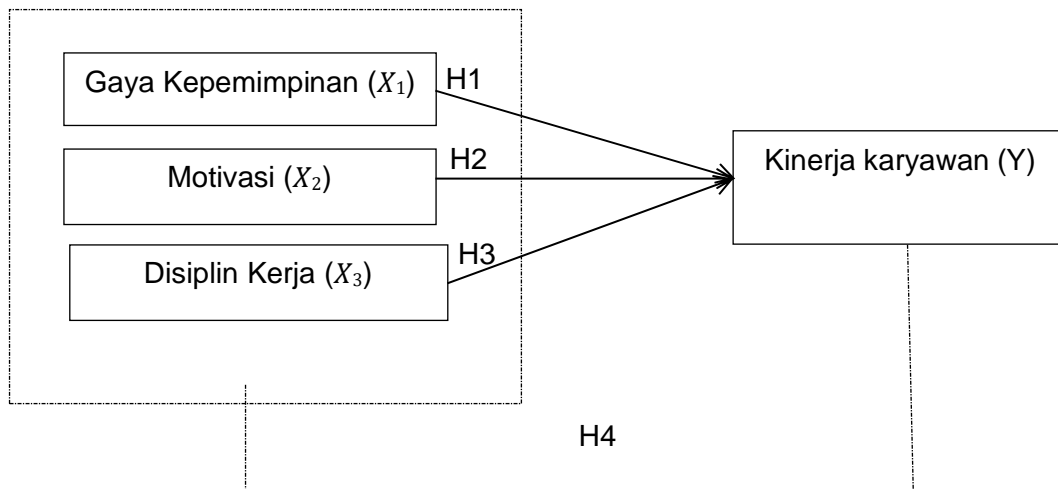 Gaya Kepemimpinan (X₁)
H1
Motivasi (X₂)
H2
Kinerja karyawan (Y)
Disiplin Kerja (X₃)
H3
H4